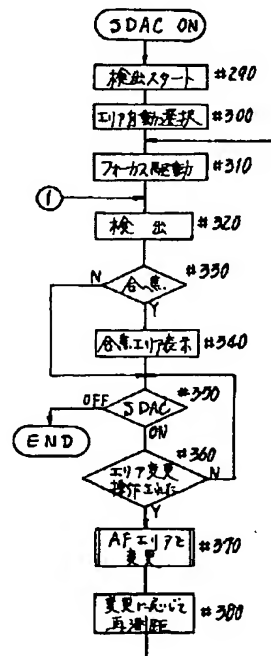 SDAC ON
検出スタート #290
エリア自動選択 #300
フォーカス駆動 #310
1
検出 #320
合焦 #330
N
Y
合焦エリア表示 #340
#350
OFF SDAC
END ON
#360
エリア変更
操作された N
Y
AFエリアを
変更 #370
変更に応じて
再測距 #380